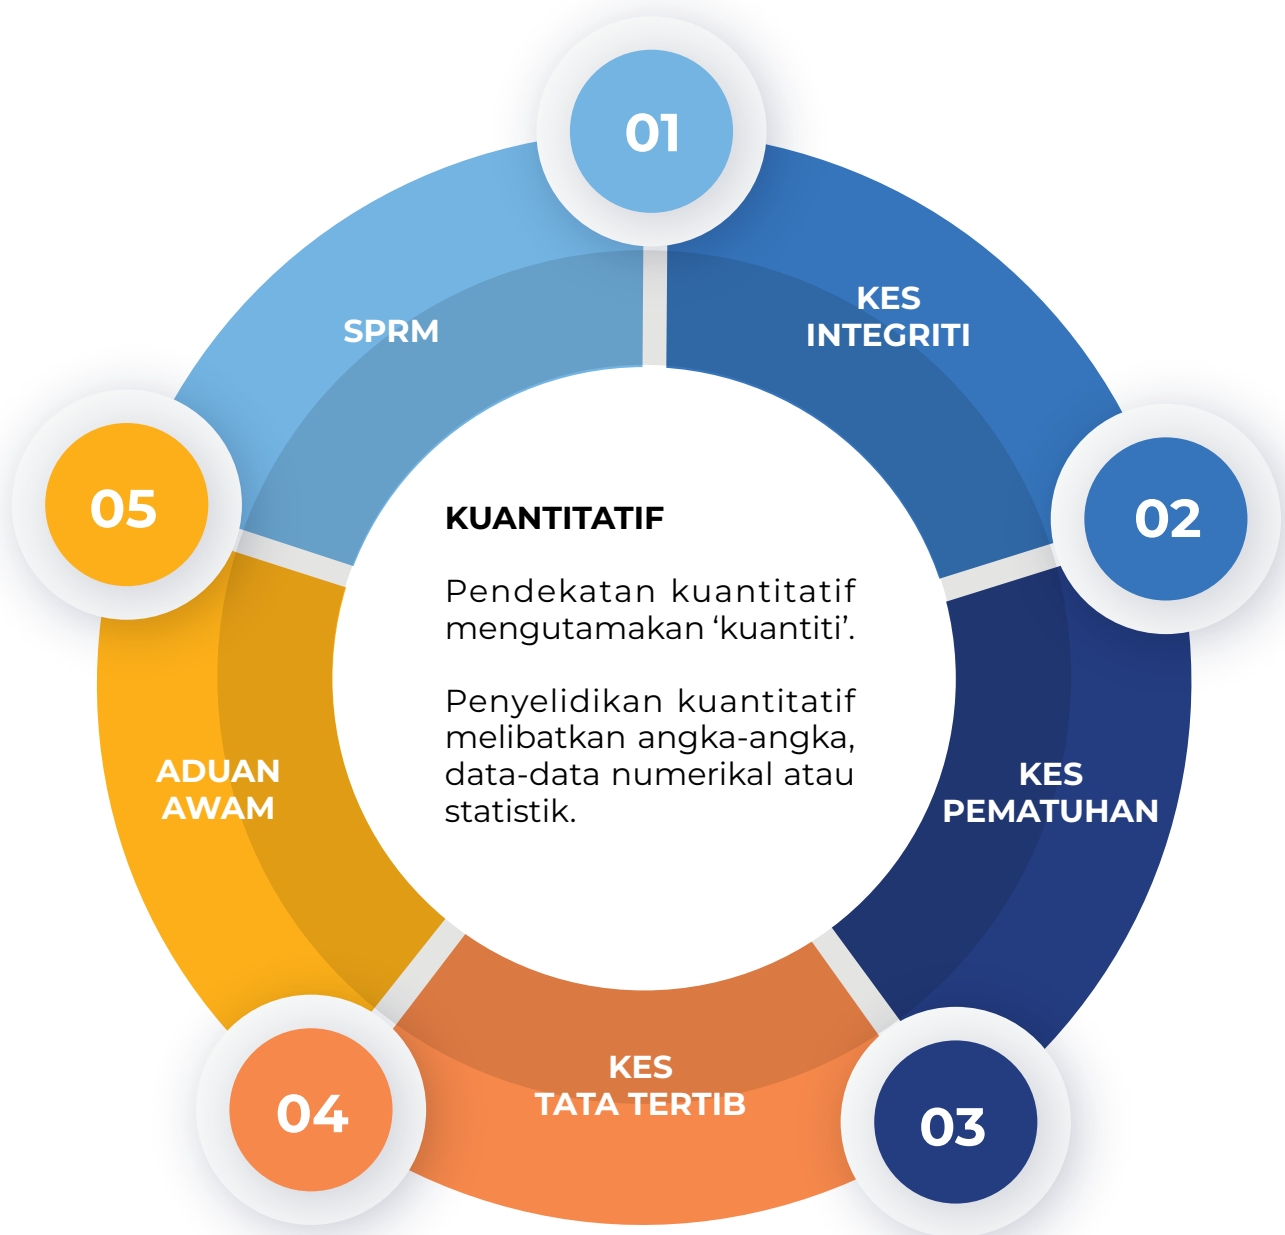 01
SPRM
KES
INTEGRITI
05
02
KUANTITATIF
Pendekatan kuantitatif
mengutamakan ‘kuantiti’.
Penyelidikan kuantitatif
melibatkan angka-angka,
data-data numerikal atau
statistik.
ADUAN
AWAM
KES
PEMATUHAN
KES
TATA TERTIB
04
03